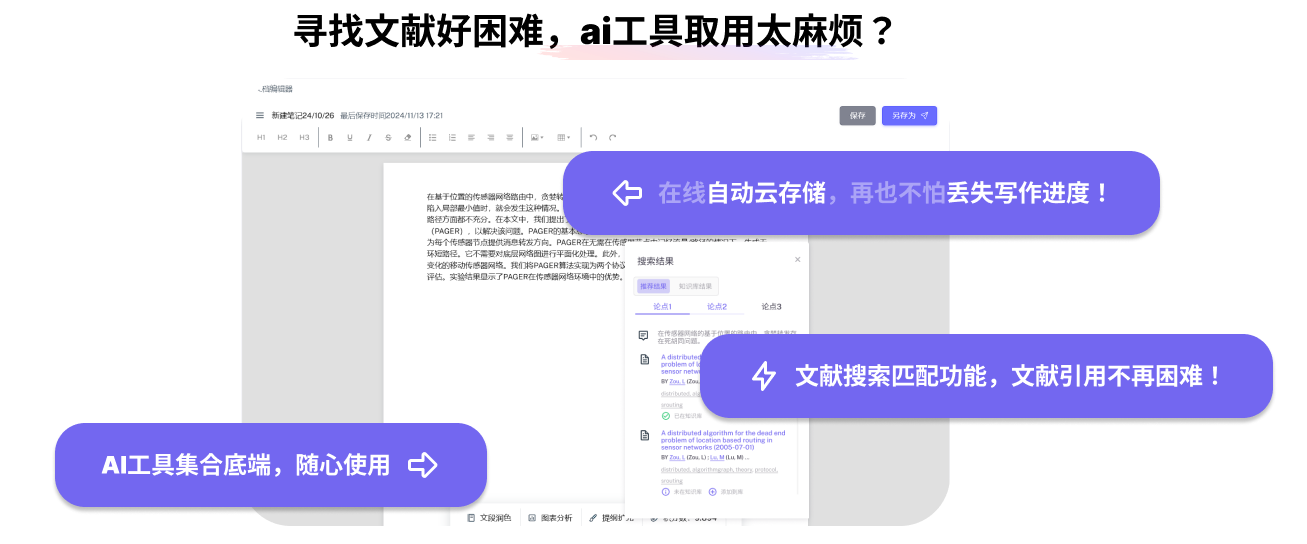 寻找文献好困难，ai工具取用太麻烦？
档编辑器
新建笔记24/10/26 最后保存时间2024/11/13 17:21
保存
另存为
H1 H2 H3 B U I S
在线自动云存储，再也不怕丢失写作进度！
在基于位置的传感器网络路由中，贪婪转
陷入局部最小值时，就会发生这种情况。
路径方面都不充分。在本文中，我们提出了
（PAGER），以解决该问题。PAGER的基本
为每个传感器节点提供消息转发方向。PAGER在无需在传感
环短路径。它不需要对底层网络图进行平面化处理。此外，
变化的移动传感器网络。我们将PAGER算法实现为两个协议
评估。实验结果显示了PAGER在传感器网络环境中的优势。
搜索结果
推荐结果 知识库结果
论点1 论点2 论点3
在传感器网络的基于位置的路由中，贪婪转发存
在死胡同问题。
A distributed
problem of
sensor netw
BY Zou, L (Zou,
distributed, alg
routing
已在知识库
文献搜索匹配功能，文献引用不再困难！
A distributed algorithm for the dead end
problem of location based routing in
sensor networks (2005-07-01)
BY Zou, L (Zou, L) ; Lu, M (Lu, M) ...
distributed, algorithmgraph, theory, protocol,
routing
未在知识库 添加到库
AI工具集合底端，随心使用
文段润色 图表分析 提纲扩充 积分数：